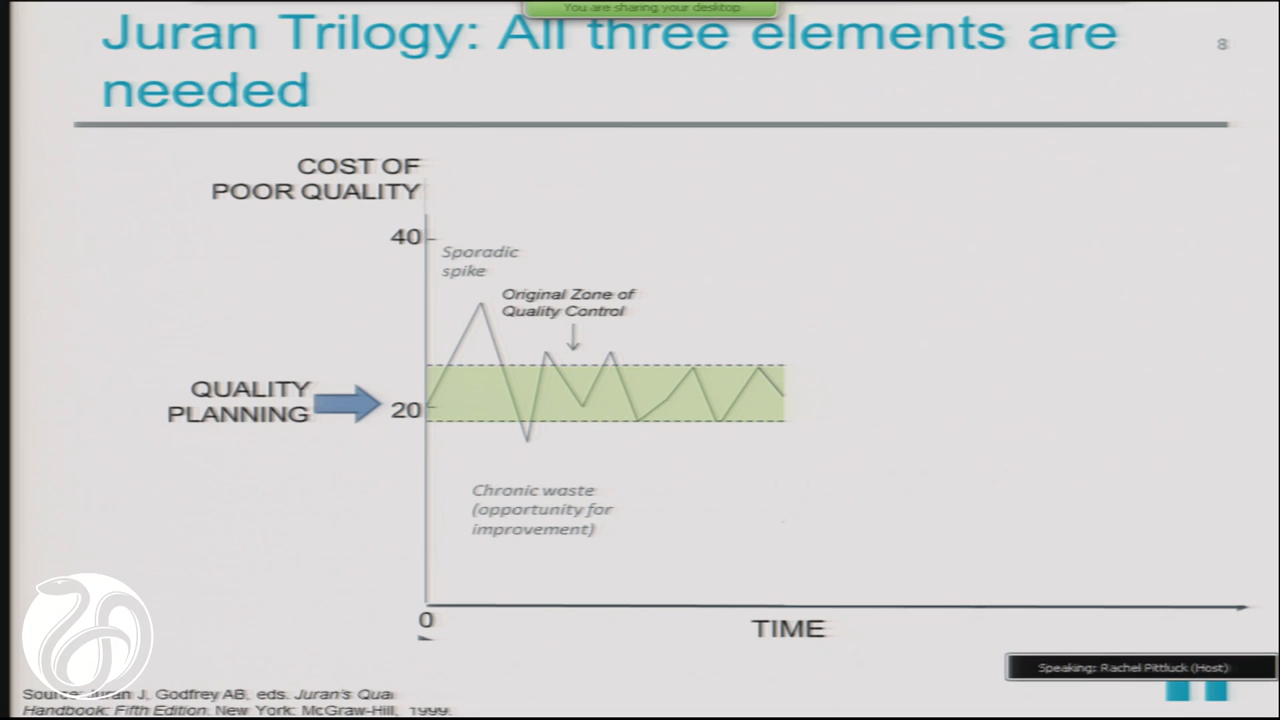 You are sharing your desktop
Juran Trilogy: All three elements are
needed
8
COST OF
POOR QUALITY
40
Sporadic
spike
Original Zone of
Quality Control
QUALITY
PLANNING
20
Chronic waste
(opportunity for
improvement)
0
TIME
Speaking: Rachel Pittluck (Host)
Source: Juran J, Godfrey AB, eds. Juran's Qua
Handbook: Fifth Edition. New York: McGraw-Hill, 1999.